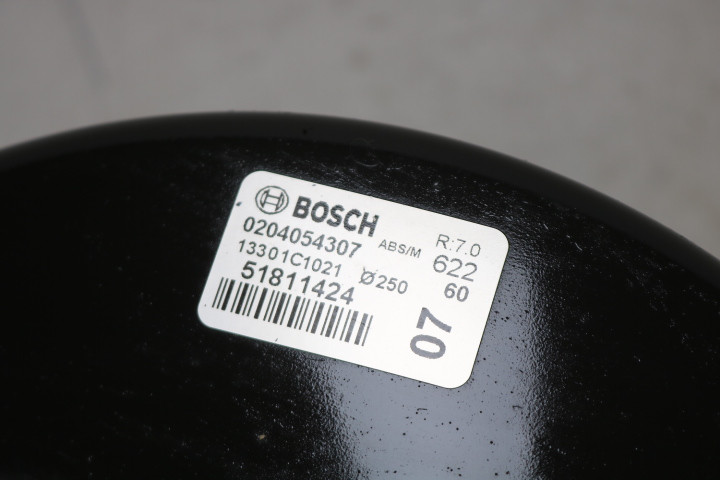 BOSCH
0204054307 ABS/M R:7.0
13301C1021 Ø250 622
51811424 60
07